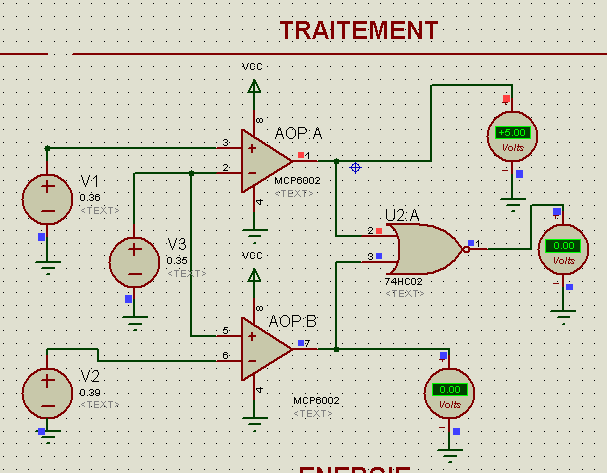 TRAITEMENT
VCC
AOP:A
8
3
2
1
4
MCP6002
<TEXT>
+5.00
Volts
V1
0.36
<TEXT>
V3
0.35
<TEXT>
U2:A
2
3
1
74HC02
<TEXT>
0.00
Volts
VCC
AOP:B
8
5
6
7
4
MCP6002
<TEXT>
V2
0.39
<TEXT>
0.00
Volts
ENERGIE